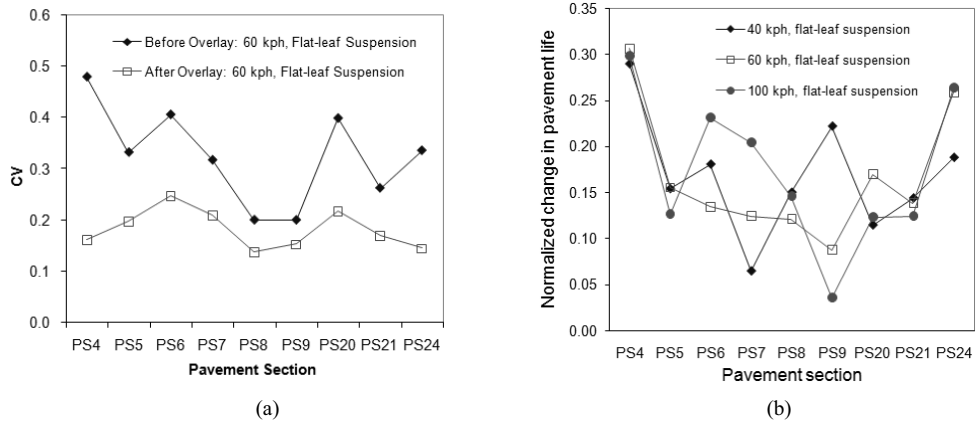 0.6
0.5
0.4
0.3
0.2
0.1
0.0
CV
Before Overlay: 60 kph, Flat-leaf Suspension
After Overlay: 60 kph, Flat-leaf Suspension
PS4 PS5 PS6 PS7 PS8 PS9 PS20 PS21 PS24
Pavement Section
(a)
0.35
0.30
0.25
0.20
0.15
0.10
0.05
0.00
Normalized change in pavement life
40 kph, flat-leaf suspension
60 kph, flat-leaf suspension
100 kph, flat-leaf suspension
PS4 PS5 PS6 PS7 PS8 PS9 PS20 PS21 PS24
Pavement section
(b)